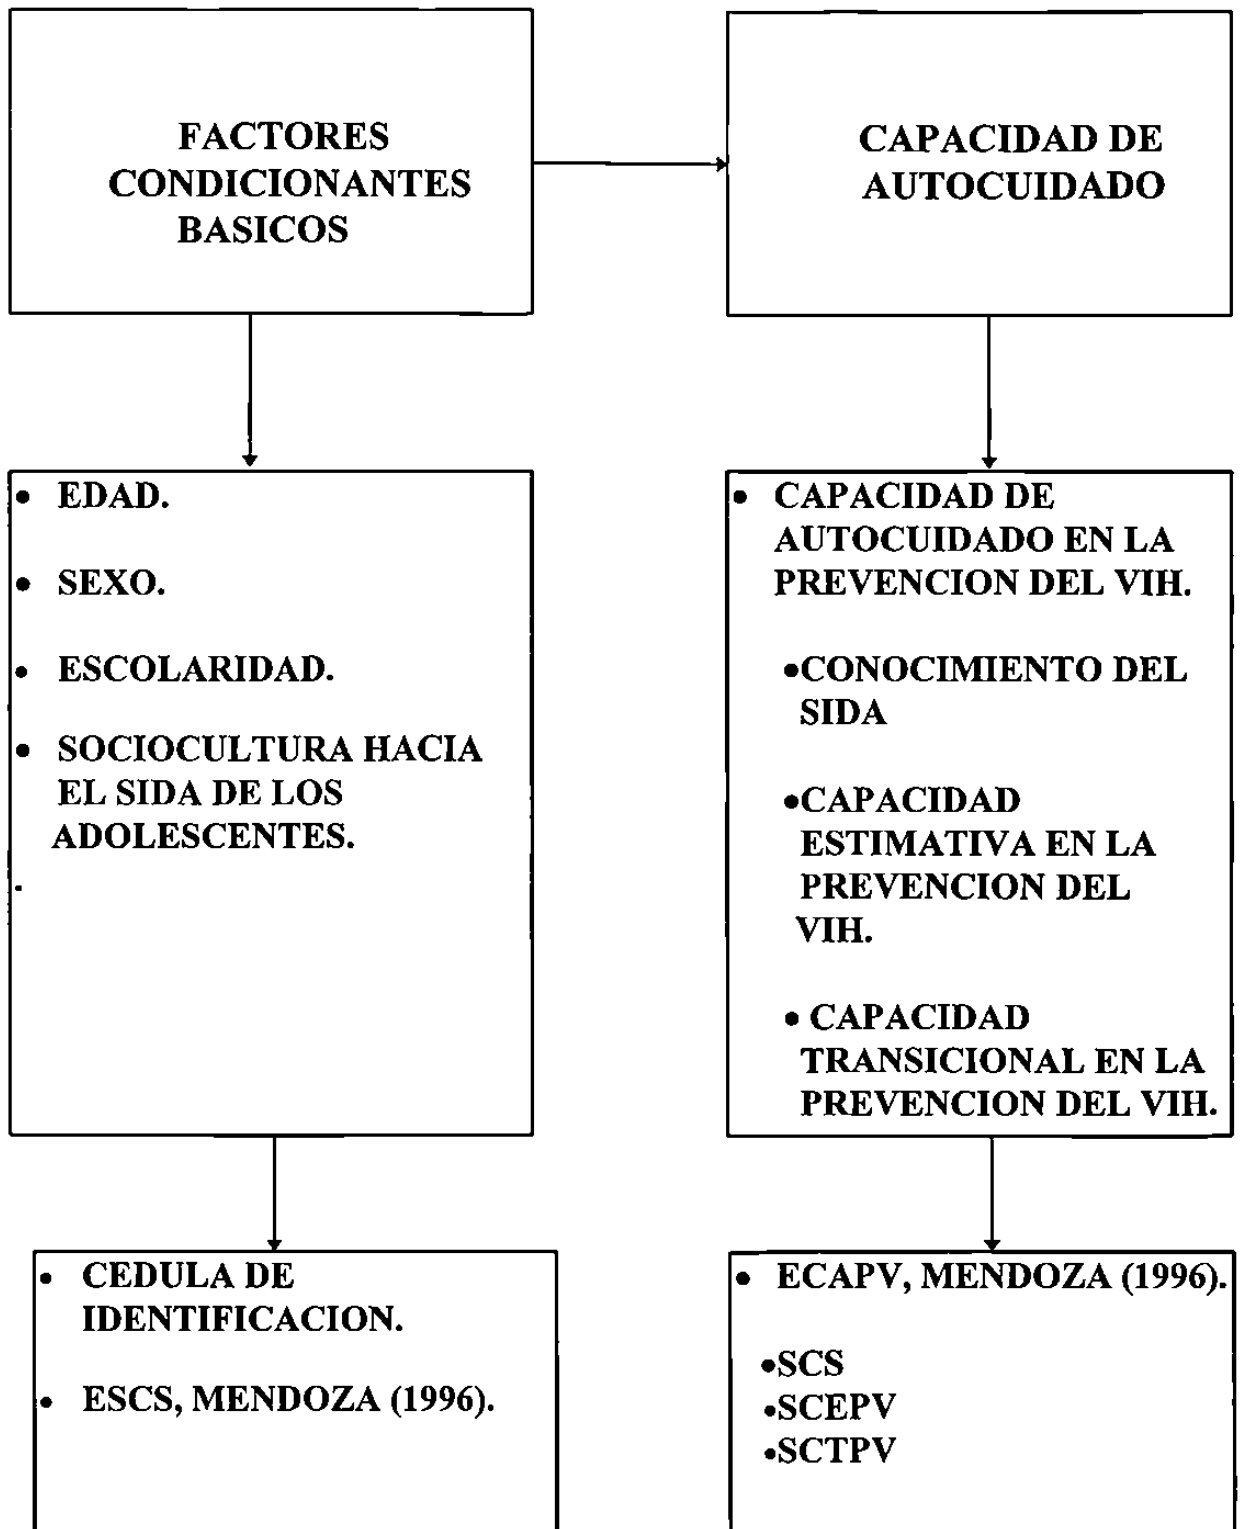 FACTORES
CONDICIONANTES
BASICOS
CAPACIDAD DE
AUTOCUIDADO
• EDAD.
• SEXO.
• ESCOLARIDAD.
• SOCIOCULTURA HACIA
EL SIDA DE LOS
ADOLESCENTES.
•
• CAPACIDAD DE
AUTOCUIDADO EN LA
PREVENCION DEL VIH.
•CONOCIMIENTO DEL
SIDA
•CAPACIDAD
ESTIMATIVA EN LA
PREVENCION DEL
VIH.
• CAPACIDAD
TRANSICIONAL EN LA
PREVENCION DEL VIH.
• CEDULA DE
IDENTIFICACION.
• ESCS, MENDOZA (1996).
• ECAPV, MENDOZA (1996).
•SCS
•SCEPV
•SCTPV